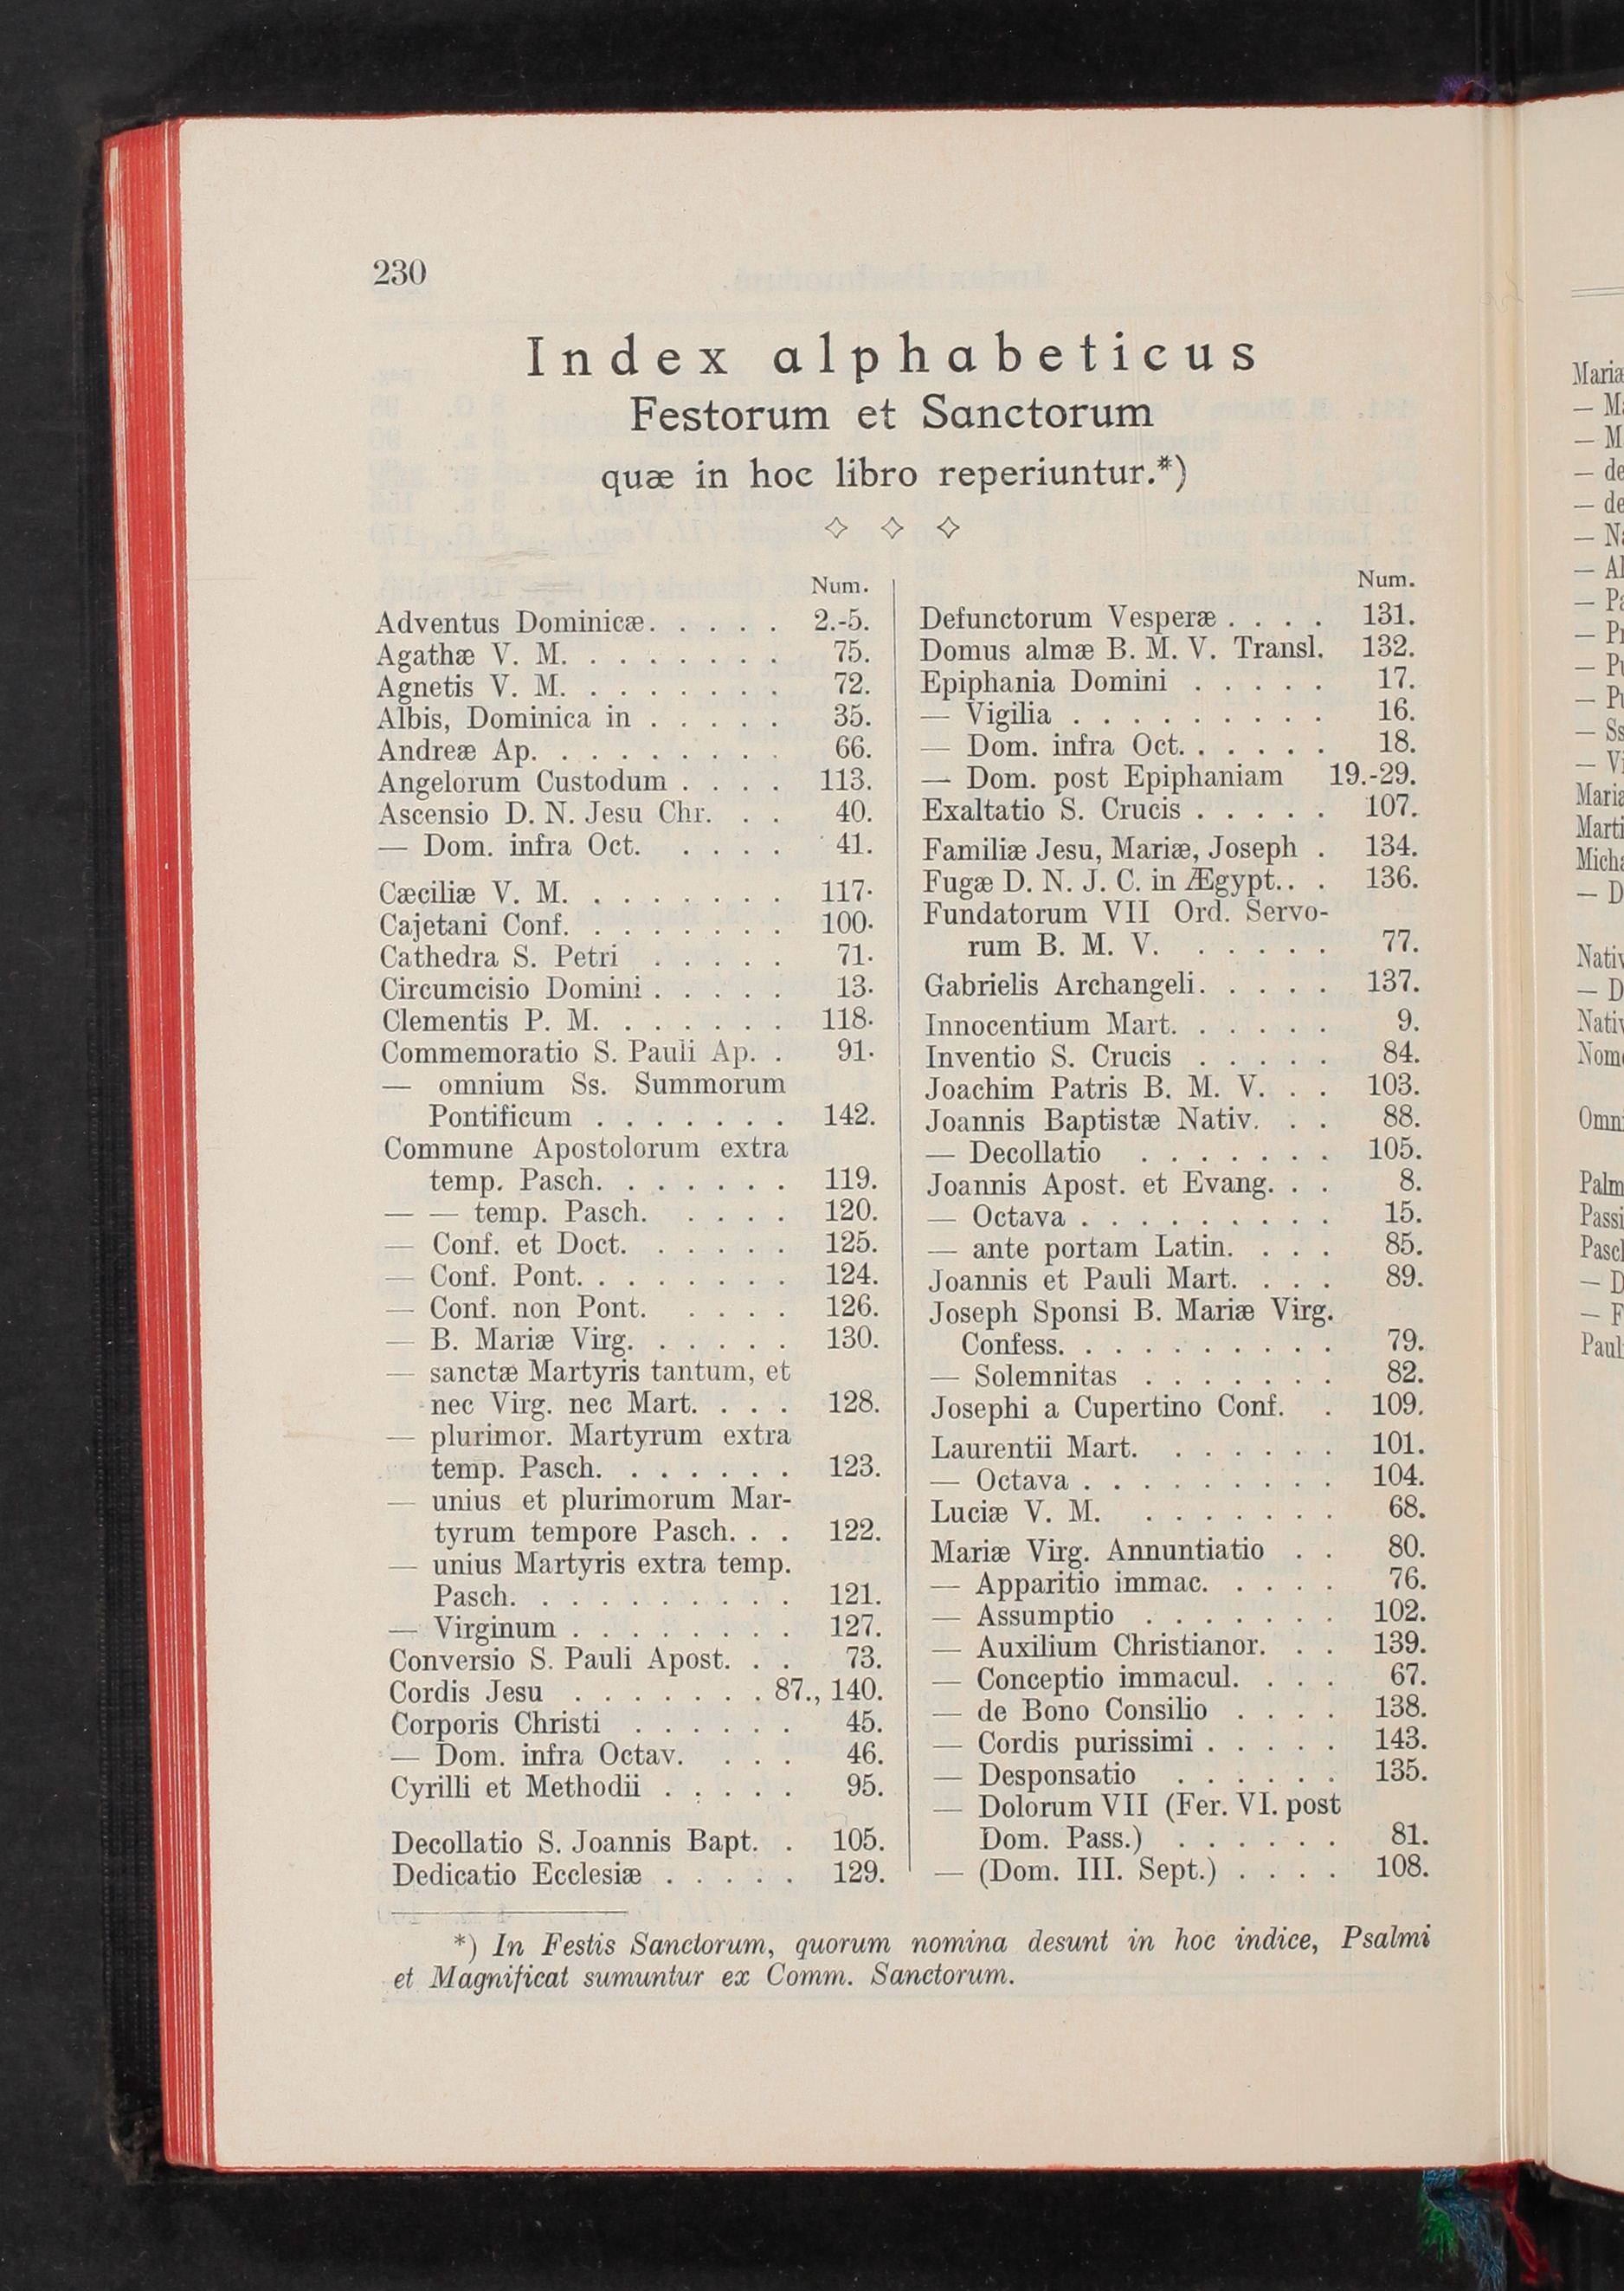 230
Index alphabeticus
Festorum et Sanctorum
quæ in hoc libro reperiuntur.*)
Num.
Adventus Dominicæ. . . . . 2.-5.
Agathæ V. M. . . . . . . . 75.
Agnetis V. M. . . . . . . . 72.
Albis, Dominica in . . . . . 35.
Andreæ Ap. . . . . . . . . 66.
Angelorum Custodum . . . . 113.
Ascensio D. N. Jesu Chr. . . 40.
— Dom. infra Oct. . . . . 41.
Cæciliæ V. M. . . . . . . . 117.
Cajetani Conf. . . . . . . . 100.
Cathedra S. Petri . . . . . 71.
Circumcisio Domini . . . . . 13.
Clementis P. M. . . . . . . 118.
Commemoratio S. Pauli Ap. . 91.
— omnium Ss. Summorum
Pontificum . . . . . . . 142.
Commune Apostolorum extra
temp. Pasch. . . . . . . 119.
— — temp. Pasch. . . . . 120.
— Conf. et Doct. . . . . . 125.
— Conf. Pont. . . . . . . . 124.
— Conf. non Pont. . . . . 126.
— B. Mariæ Virg. . . . . . 130.
— sanctæ Martyris tantum, et
nec Virg. nec Mart. . . . 128.
— plurimor. Martyrum extra
temp. Pasch. . . . . . . 123.
— unius et plurimorum Mar-
tyrum tempore Pasch. . . 122.
— unius Martyris extra temp.
Pasch. . . . . . . . . . 121.
— Virginum . . . . . . . . 127.
Conversio S. Pauli Apost. . . 73.
Cordis Jesu . . . . . . . 87., 140.
Corporis Christi . . . . . . 45.
— Dom. infra Octav. . . . 46.
Cyrilli et Methodii . . . . . 95.
Decollatio S. Joannis Bapt. . 105.
Dedicatio Ecclesiæ . . . . . 129.
Num.
Defunctorum Vesperæ . . . . 131.
Domus almæ B. M. V. Transl. 132.
Epiphania Domini . . . . . 17.
— Vigilia . . . . . . . . . 16.
— Dom. infra Oct. . . . . . 18.
— Dom. post Epiphaniam 19.-29.
Exaltatio S. Crucis . . . . . 107.
Familiæ Jesu, Mariæ, Joseph . 134.
Fugæ D. N. J. C. in Ægypt. . . 136.
Fundatorum VII Ord. Servo-
rum B. M. V. . . . . . 77.
Gabrielis Archangeli . . . . . 137.
Innocentium Mart. . . . . . 9.
Inventio S. Crucis . . . . . 84.
Joachim Patris B. M. V. . . 103.
Joannis Baptistæ Nativ. . . 88.
— Decollatio . . . . . . . 105.
Joannis Apost. et Evang. . . 8.
— Octava . . . . . . . . . 15.
— ante portam Latin. . . . 85.
Joannis et Pauli Mart. . . . 89.
Joseph Sponsi B. Mariæ Virg.
Confess. . . . . . . . . . 79.
— Solemnitas . . . . . . . 82.
Josephi a Cupertino Conf. . 109.
Laurentii Mart. . . . . . . 101.
— Octava . . . . . . . . . 104.
Luciæ V. M. . . . . . . . 68.
Mariæ Virg. Annuntiatio . . 80.
— Apparitio immac. . . . . 76.
— Assumptio . . . . . . . 102.
— Auxilium Christianor. . . 139.
— Conceptio immacul. . . . 67.
— de Bono Consilio . . . . 138.
— Cordis purissimi . . . . . 143.
— Desponsatio . . . . . . 135.
— Dolorum VII (Fer. VI. post
Dom. Pass.) . . . . . . 81.
— (Dom. III. Sept.) . . . . 108.
*) In Festis Sanctorum, quorum nomina desunt in hoc indice, Psalmi
et Magnificat sumuntur ex Comm. Sanctorum.